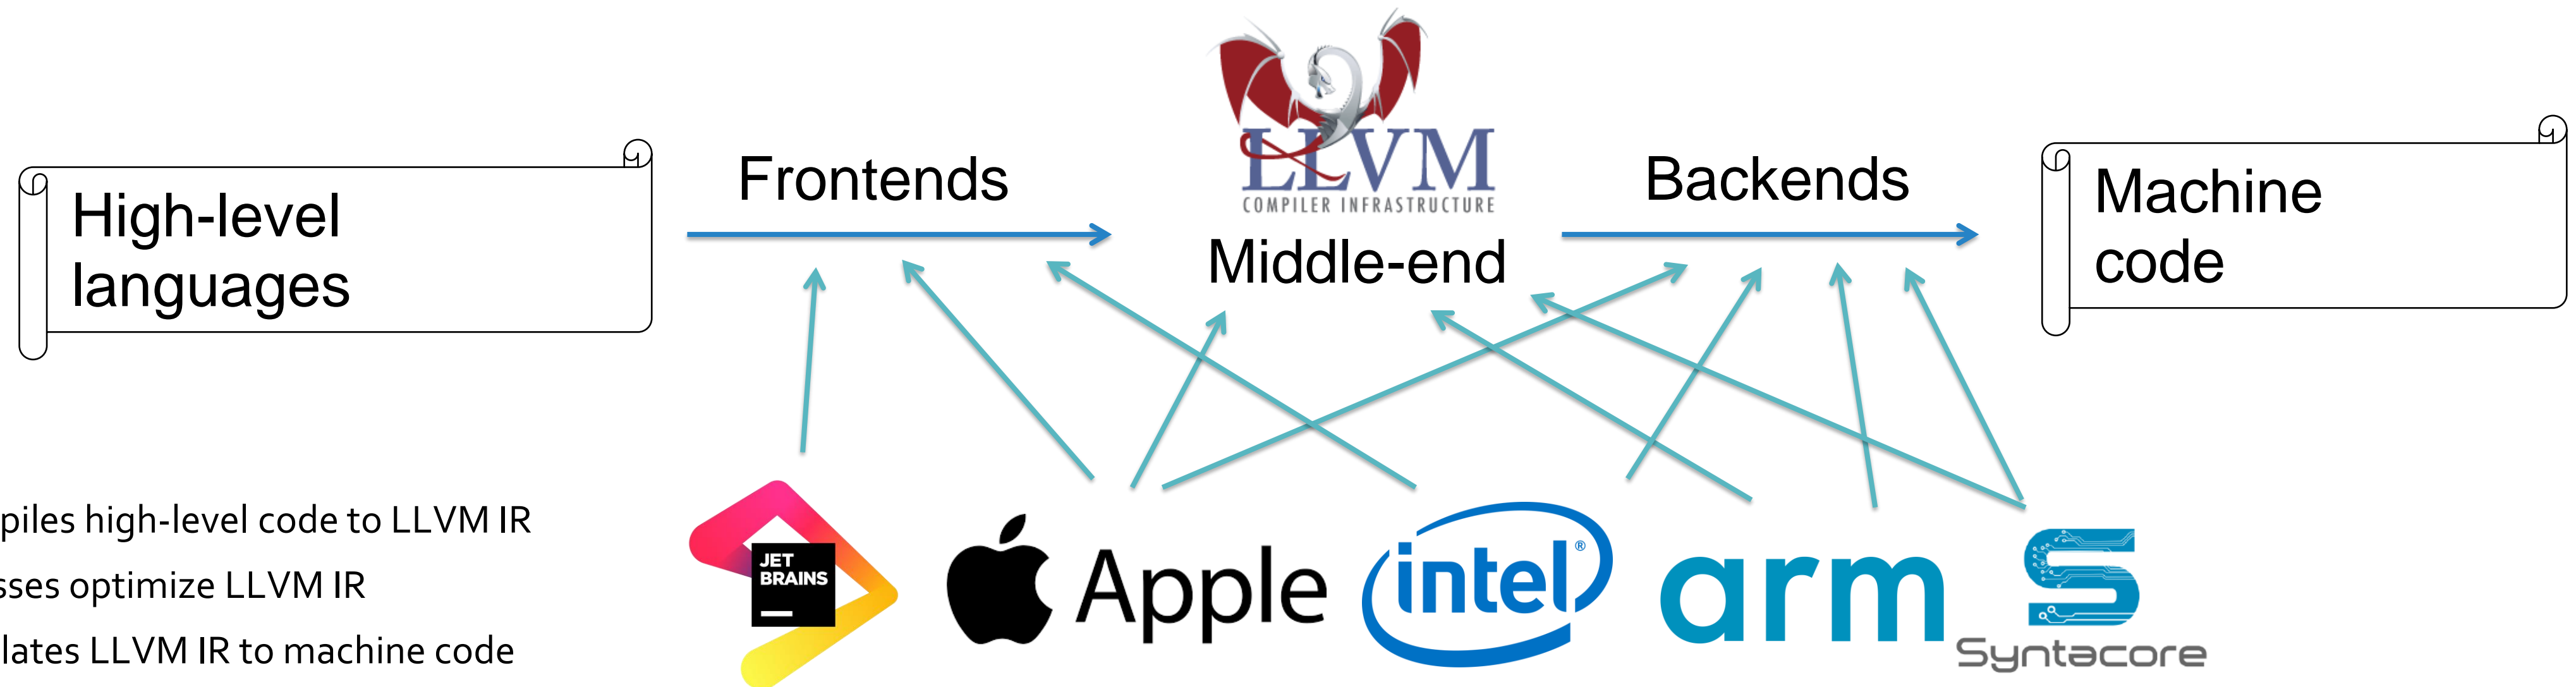 High-level
languages
Frontends
LLVM
COMPILER INFRASTRUCTURE
Middle-end
Backends
Machine
code
piles high-level code to LLVM IR
sses optimize LLVM IR
lates LLVM IR to machine code
JET
BRAINS
Apple
intel®
arm
Syntacore